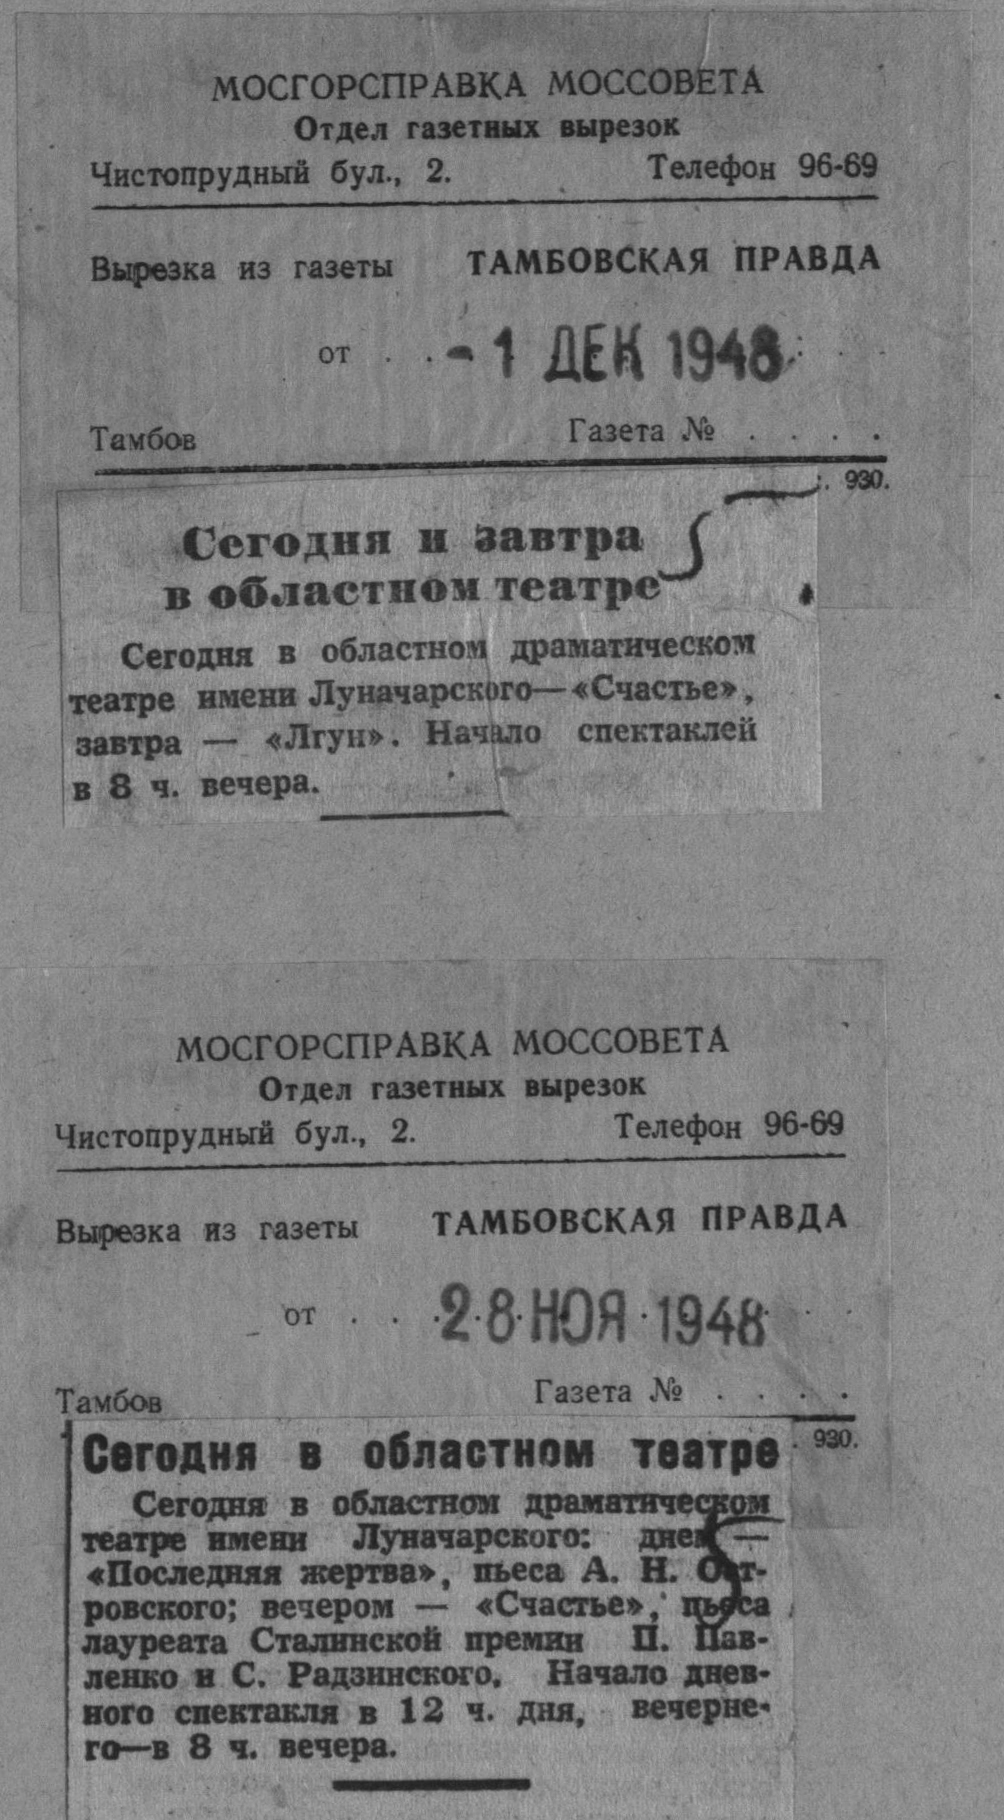 МОСГОРСПРАВКА МОССОВЕТА
Отдел газетных вырезок
Чистопрудный бул., 2. Телефон 96-69
Вырезка из газеты ТАМБОВСКАЯ ПРАВДА
от . . - 1 ДЕК 1948 . .
Тамбов Газета № . . . .
. 930.
Сегодня и завтра
в областном театре
Сегодня в областном драматическом
театре имени Луначарского—«Счастье»,
завтра — «Лгун». Начало спектаклей
в 8 ч. вечера.
МОСГОРСПРАВКА МОССОВЕТА
Отдел газетных вырезок
Чистопрудный бул., 2. Телефон 96-69
Вырезка из газеты ТАМБОВСКАЯ ПРАВДА
от . . 28 НОЯ 1948 . .
Тамбов Газета № . . . .
. 930.
Сегодня в областном театре
Сегодня в областном драматическом
театре имени Луначарского: днем —
«Последняя жертва», пьеса А. Н. Ост-
ровского; вечером — «Счастье», пьеса
лауреата Сталинской премии П. Пав-
ленко и С. Радзинского. Начало днев-
ного спектакля в 12 ч. дня, вечерне-
го—в 8 ч. вечера.